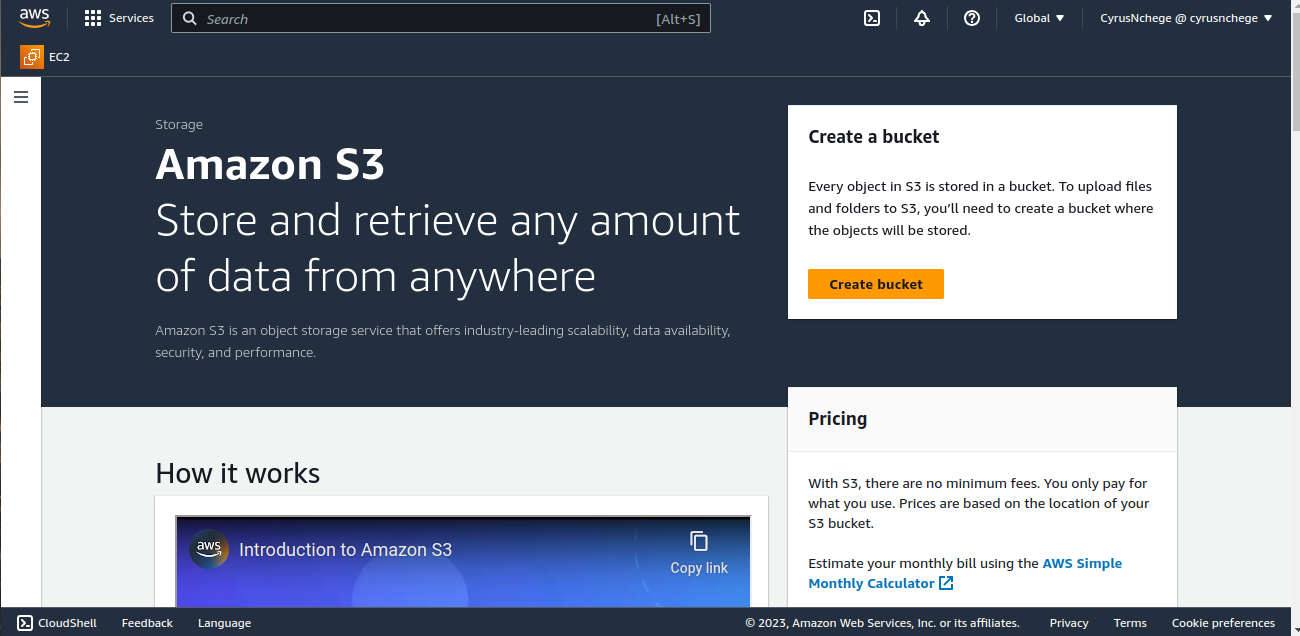 aws
Services
Search
[Alt+S]
Global
CyrusNchege @ cyrusnchege
EC2
Storage
Amazon S3
Store and retrieve any amount
of data from anywhere
Amazon S3 is an object storage service that offers industry-leading scalability, data availability,
security, and performance.
Create a bucket
Every object in S3 is stored in a bucket. To upload files
and folders to S3, you’ll need to create a bucket where
the objects will be stored.
Create bucket
How it works
aws
Introduction to Amazon S3
Copy link
Pricing
With S3, there are no minimum fees. You only pay for
what you use. Prices are based on the location of your
S3 bucket.
Estimate your monthly bill using the AWS Simple
Monthly Calculator
CloudShell
Feedback
Language
© 2023, Amazon Web Services, Inc. or its affiliates.
Privacy
Terms
Cookie preferences